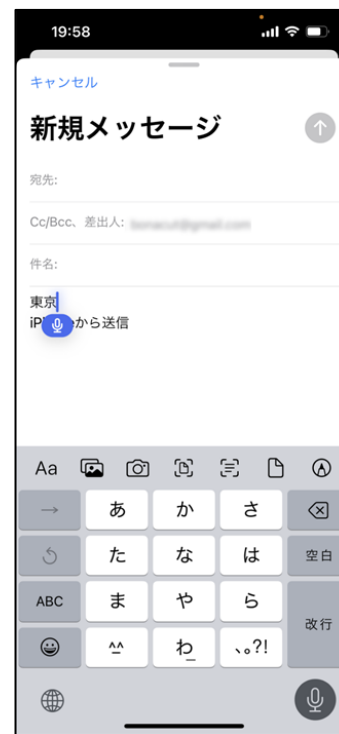 19:58
キャンセル
新規メッセージ
宛先:
Cc/Bcc、差出人:
件名:
東京
から送信
Aa
→ あ か さ
た な は 空白
ABC ま や ら
^^ わ_ 、。?! 改行